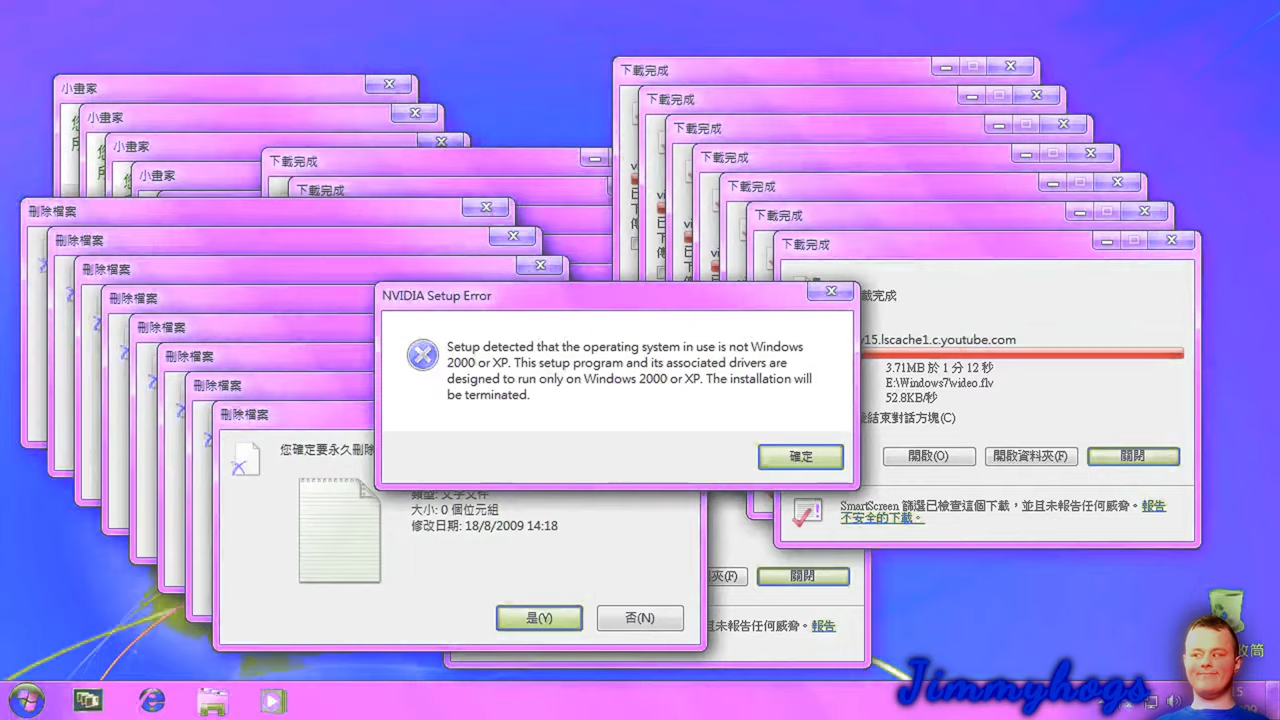 小畫家
小畫家
小畫家
小畫家
下載完成
下載完成
刪除檔案
刪除檔案
刪除檔案
刪除檔案
刪除檔案
刪除檔案
刪除檔案
刪除檔案
您確定要永久刪除
類型: 文字文件
大小: 0 個位元組
修改日期: 18/8/2009 14:18
是(Y)
否(N)
下載完成
下載完成
下載完成
下載完成
下載完成
下載完成
下載完成
載完成
15.lscache1.c.youtube.com
3.71MB 於 1 分 12 秒
E:\Windows7wideo.flv
52.8KB/秒
結束對話方塊(C)
開啟(O)
開啟資料夾(F)
關閉
SmartScreen 篩選已檢查這個下載，並且未報告任何威脅。報告
不安全的下載。
夾(F)
關閉
且未報告任何威脅。報告
NVIDIA Setup Error
Setup detected that the operating system in use is not Windows
2000 or XP. This setup program and its associated drivers are
designed to run only on Windows 2000 or XP. The installation will
be terminated.
確定
收筒
Jimmyhogs